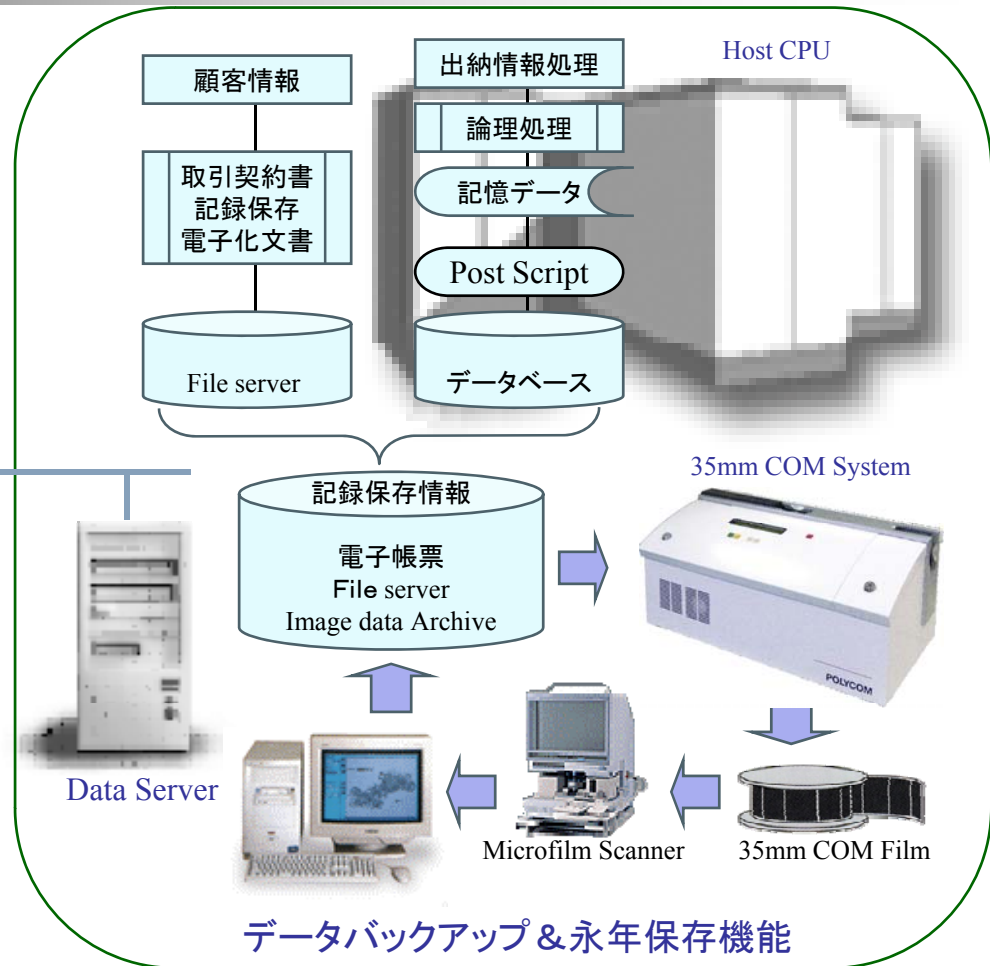 Host CPU
顧客情報
出納情報処理
論理処理
取引契約書
記録保存
電子化文書
記憶データ
Post Script
File server
データベース
記録保存情報
電子帳票
File server
Image data Archive
35mm COM System
POLYCOM
Data Server
Microfilm Scanner
35mm COM Film
データバックアップ&永年保存機能